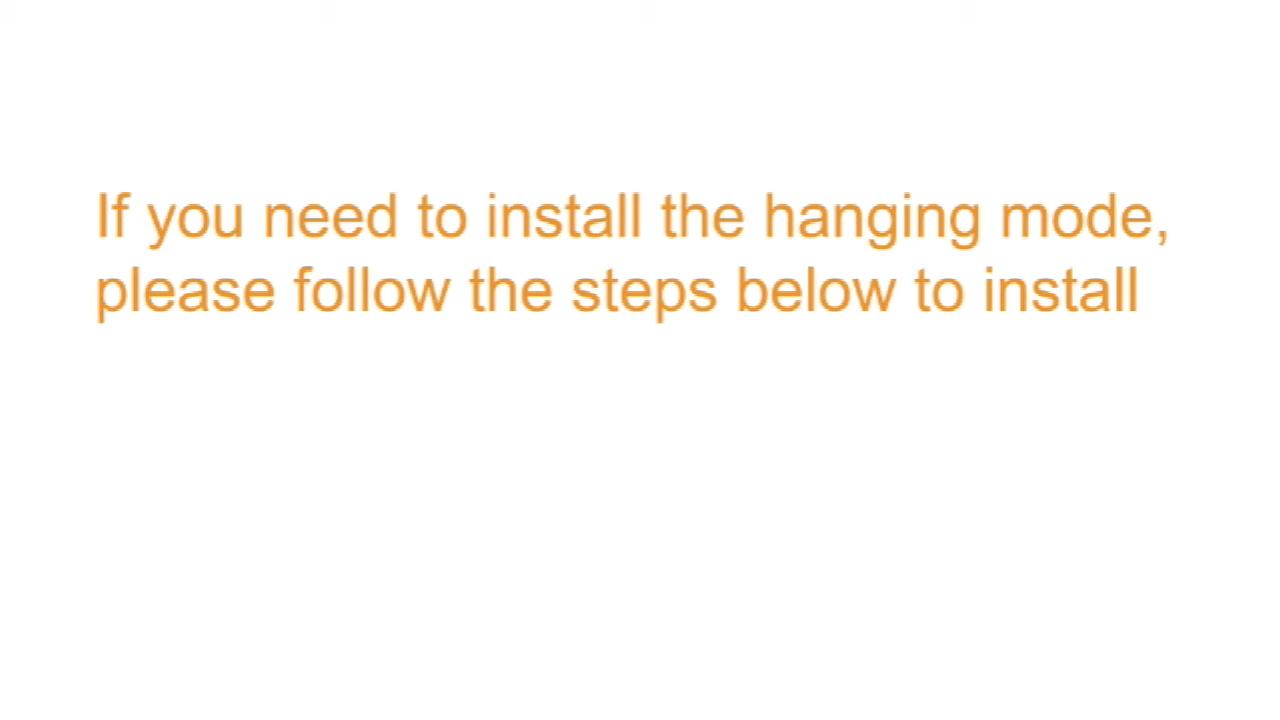 If you need to install the hanging mode,
please follow the steps below to install